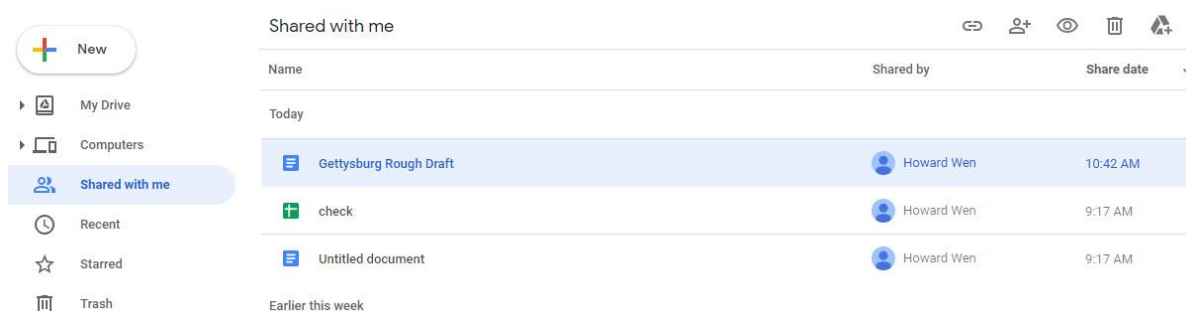 Shared with me
New
Name Shared by Share date
My Drive
Today
Computers
Gettysburg Rough Draft Howard Wen 10:42 AM
Shared with me
check Howard Wen 9:17 AM
Recent
Untitled document Howard Wen 9:17 AM
Starred
Trash
Earlier this week